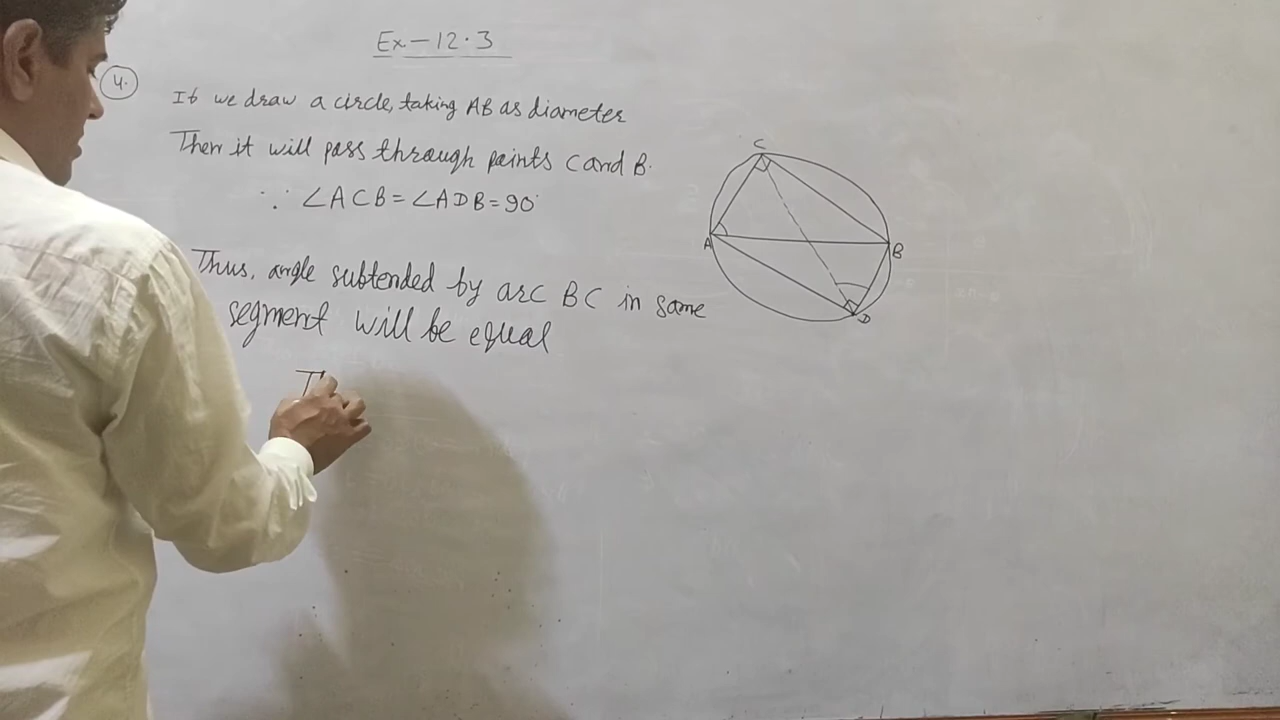 Ex-12.3
4.
If we draw a circle, taking AB as diameter
Then it will pass through points C and B.
∵ ∠ACB = ∠ADB = 90°
Thus, angle subtended by arc BC in same
segment will be equal
T
C
A
B
D